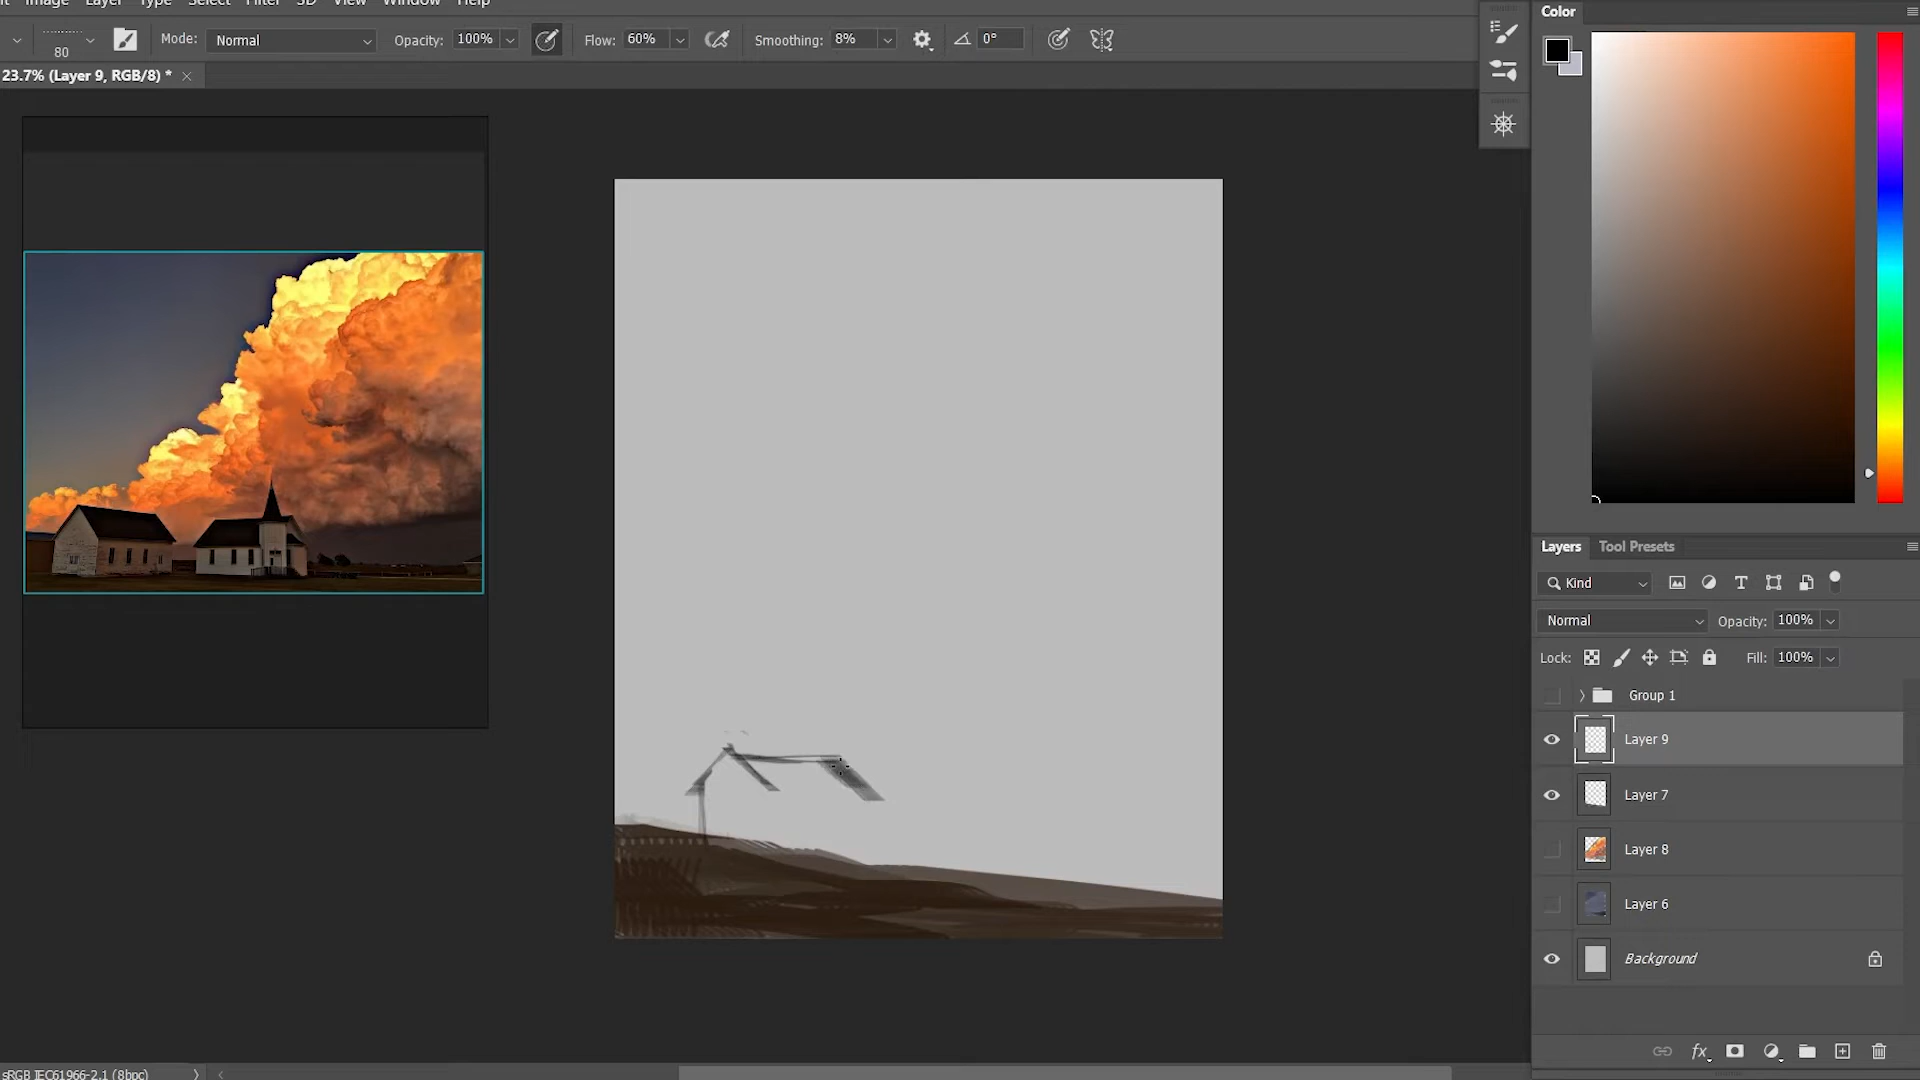 Image Layer Type Select Filter 3D View Window Help
80 Mode: Normal Opacity: 100% Flow: 60% Smoothing: 8% 0°
23.7% (Layer 9, RGB/8) *
Color
Layers Tool Presets
Kind
Normal Opacity: 100%
Lock: Fill: 100%
Group 1
Layer 9
Layer 7
Layer 8
Layer 6
Background
sRGB IEC61966-2.1 (8bpc)